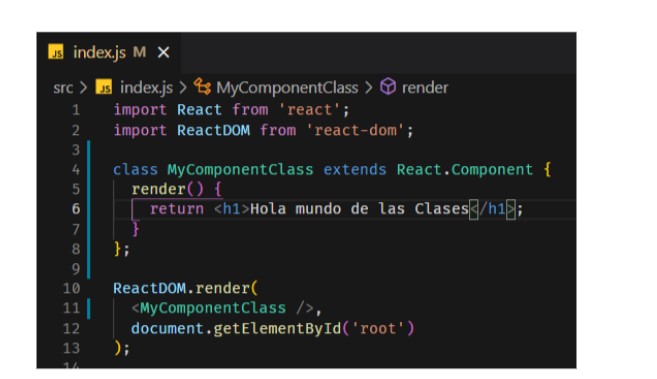 JS index.js M ×
src > JS index.js > MyComponentClass > render
1 import React from 'react';
2 import ReactDOM from 'react-dom';
3
4 class MyComponentClass extends React.Component {
5 render() {
6 return <h1>Hola mundo de las Clases</h1>;
7 }
8 };
9
10 ReactDOM.render(
11 <MyComponentClass />,
12 document.getElementById('root')
13 );
14